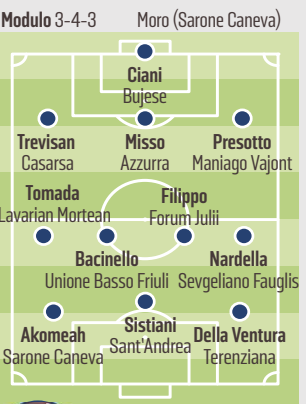 Modulo 3-4-3 Moro (Sarone Caneva)
Ciani
Bujese
Trevisan Misso Presotto
Casarsa Azzurra Maniago Vajont
Tomada Filippo
Lavarian Mortean Forum Julii
Bacinello Nardella
Unione Basso Friuli Sevgeliano Fauglis
Akomeah Sistiani Della Ventura
Sarone Caneva Sant'Andrea Terenziana